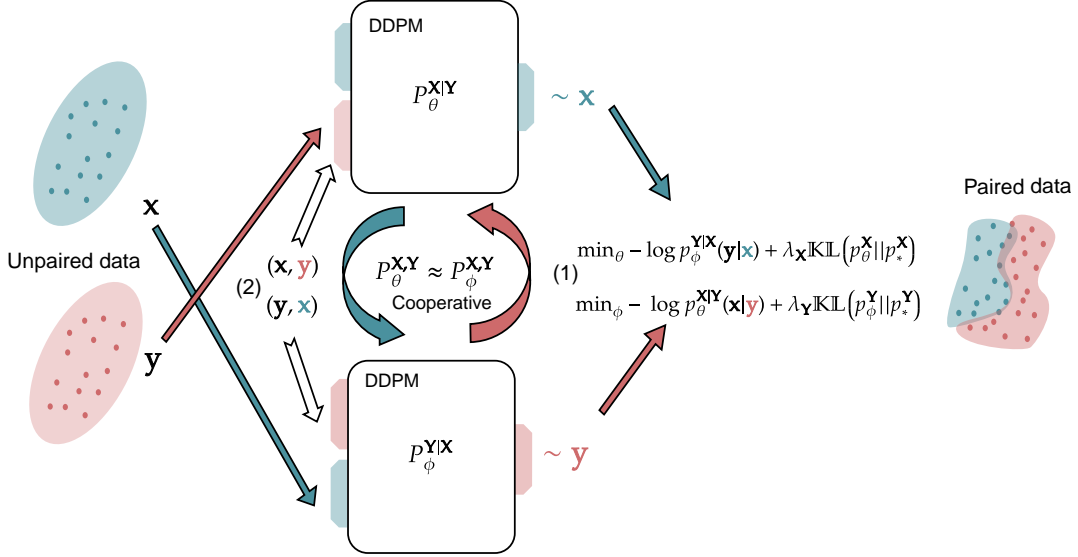 DDPM
P_θ^{X|Y}
∼ x
Paired data
x
Unpaired data
y
(2)
(x, y)
(y, x)
P_θ^{X,Y} ≈ P_ϕ^{X,Y}
Cooperative
(1)
min_θ − log p_ϕ^{Y|X}(y|x) + λ_X 𝕂𝕃(p_θ^X||p_*^X)
min_ϕ − log p_θ^{X|Y}(x|y) + λ_Y 𝕂𝕃(p_ϕ^Y||p_*^Y)
DDPM
P_ϕ^{Y|X}
∼ y